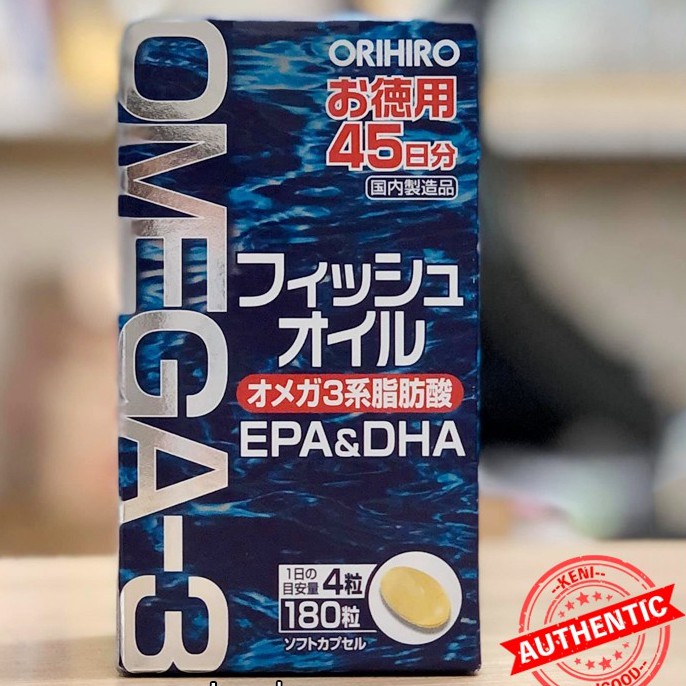 OMEGA-3
ORIHIRO
お徳用
45日分
国内製造品
フィッシュ
オイル
オメガ3系脂肪酸
EPA&DHA
1日の
目安量 4粒
180粒
ソフトカプセル
--KENI--
AUTHENTIC